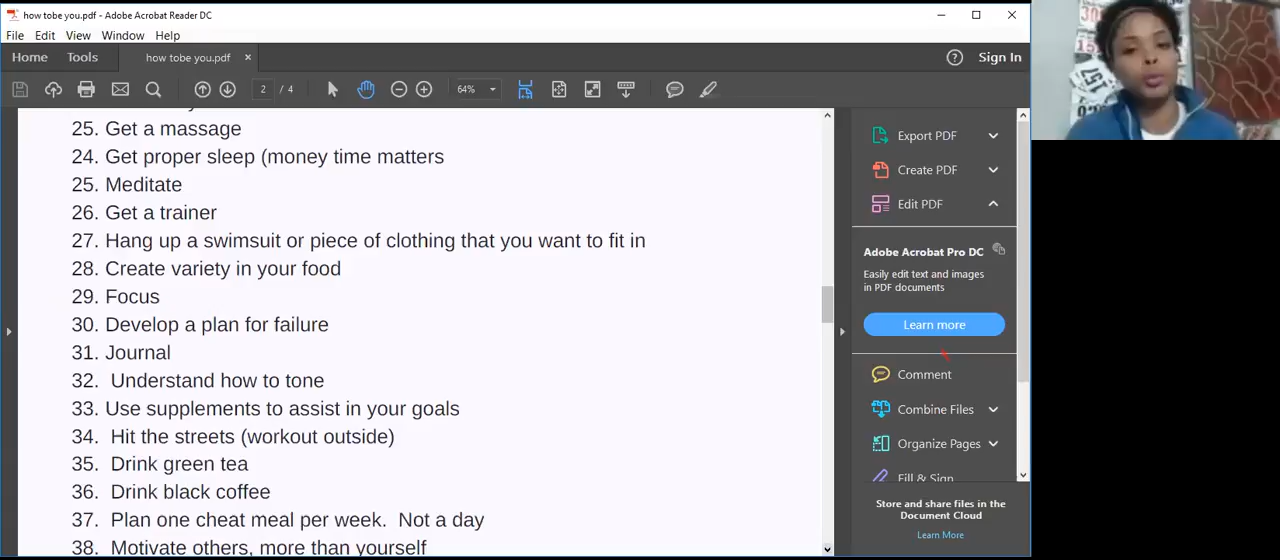 how tobe you.pdf - Adobe Acrobat Reader DC
File Edit View Window Help
Home Tools how tobe you.pdf × Sign In
2 / 4 64%
25. Get a massage
24. Get proper sleep (money time matters
25. Meditate
26. Get a trainer
27. Hang up a swimsuit or piece of clothing that you want to fit in
28. Create variety in your food
29. Focus
30. Develop a plan for failure
31. Journal
32. Understand how to tone
33. Use supplements to assist in your goals
34. Hit the streets (workout outside)
35. Drink green tea
36. Drink black coffee
37. Plan one cheat meal per week. Not a day
38. Motivate others, more than yourself
Export PDF
Create PDF
Edit PDF
Adobe Acrobat Pro DC
Easily edit text and images
in PDF documents
Learn more
Comment
Combine Files
Organize Pages
Fill & Sign
Store and share files in the
Document Cloud
Learn More